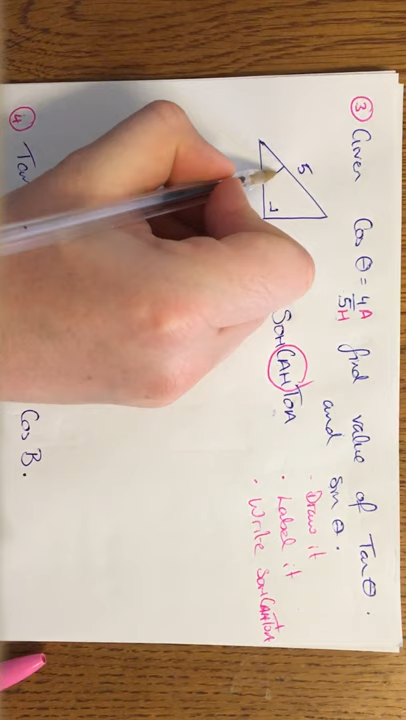 ③ Given Cos θ = 4A/5H find value of Tan θ.
and Sin θ.
5
SOHCAHTOA
· Draw it
· Label it
· Write SOHCAHTOA
④ Tan
Cos B.